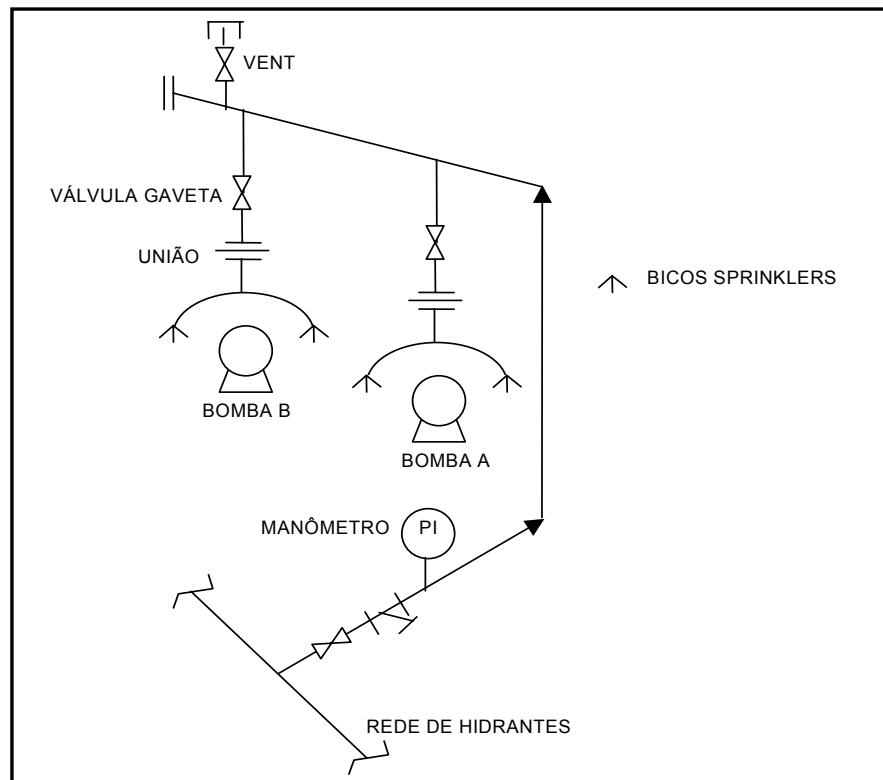 VENT
VÁLVULA GAVETA
UNIÃO
BICOS SPRINKLERS
BOMBA B
BOMBA A
MANÔMETRO
PI
REDE DE HIDRANTES